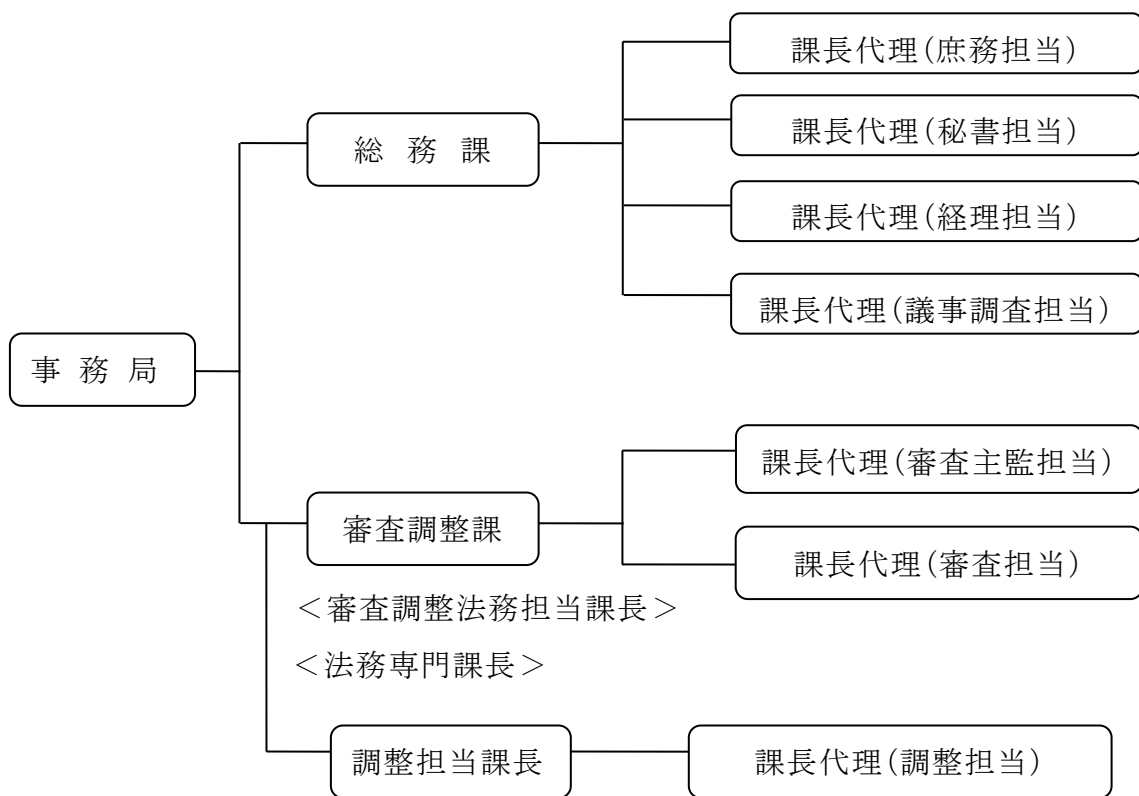 課長代理(庶務担当)
総 務 課
課長代理(秘書担当)
課長代理(経理担当)
課長代理(議事調査担当)
事 務 局
課長代理(審査主監担当)
審査調整課
課長代理(審査担当)
＜審査調整法務担当課長＞
＜法務専門課長＞
調整担当課長
課長代理(調整担当)